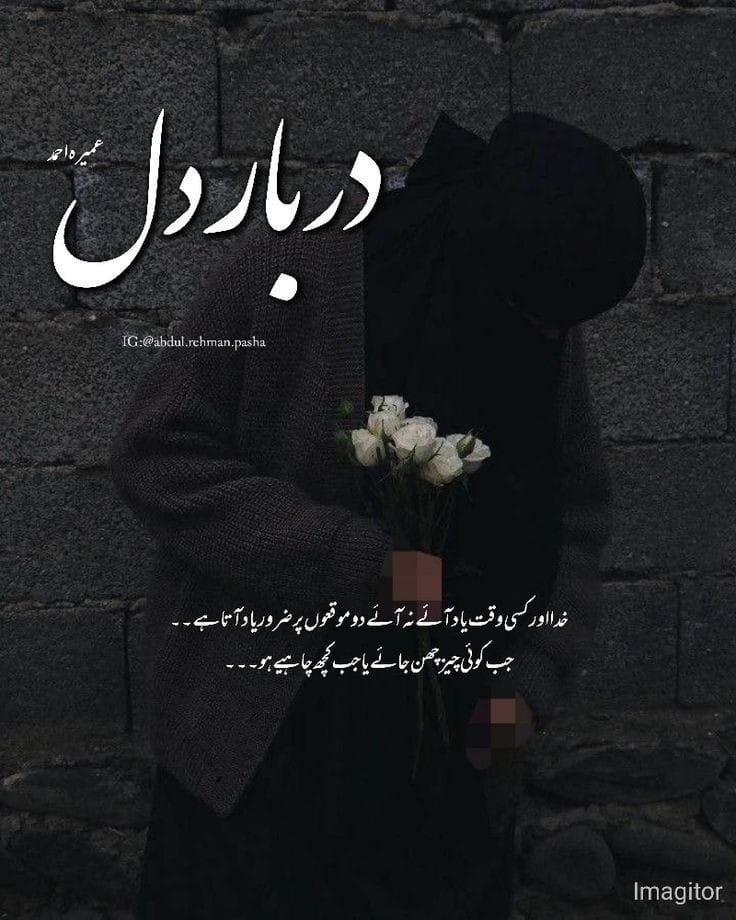 دربار دل
عمیرہ احمد
IG:@abdul.rehman.pasha
خدا اور کسی وقت یاد آئے نہ آئے دو موقعوں پر ضرور یاد آتا ہے ۔۔
جب کوئی چیز چھن جائے یا جب کچھ چاہیے ہو ۔۔۔
Imagitor